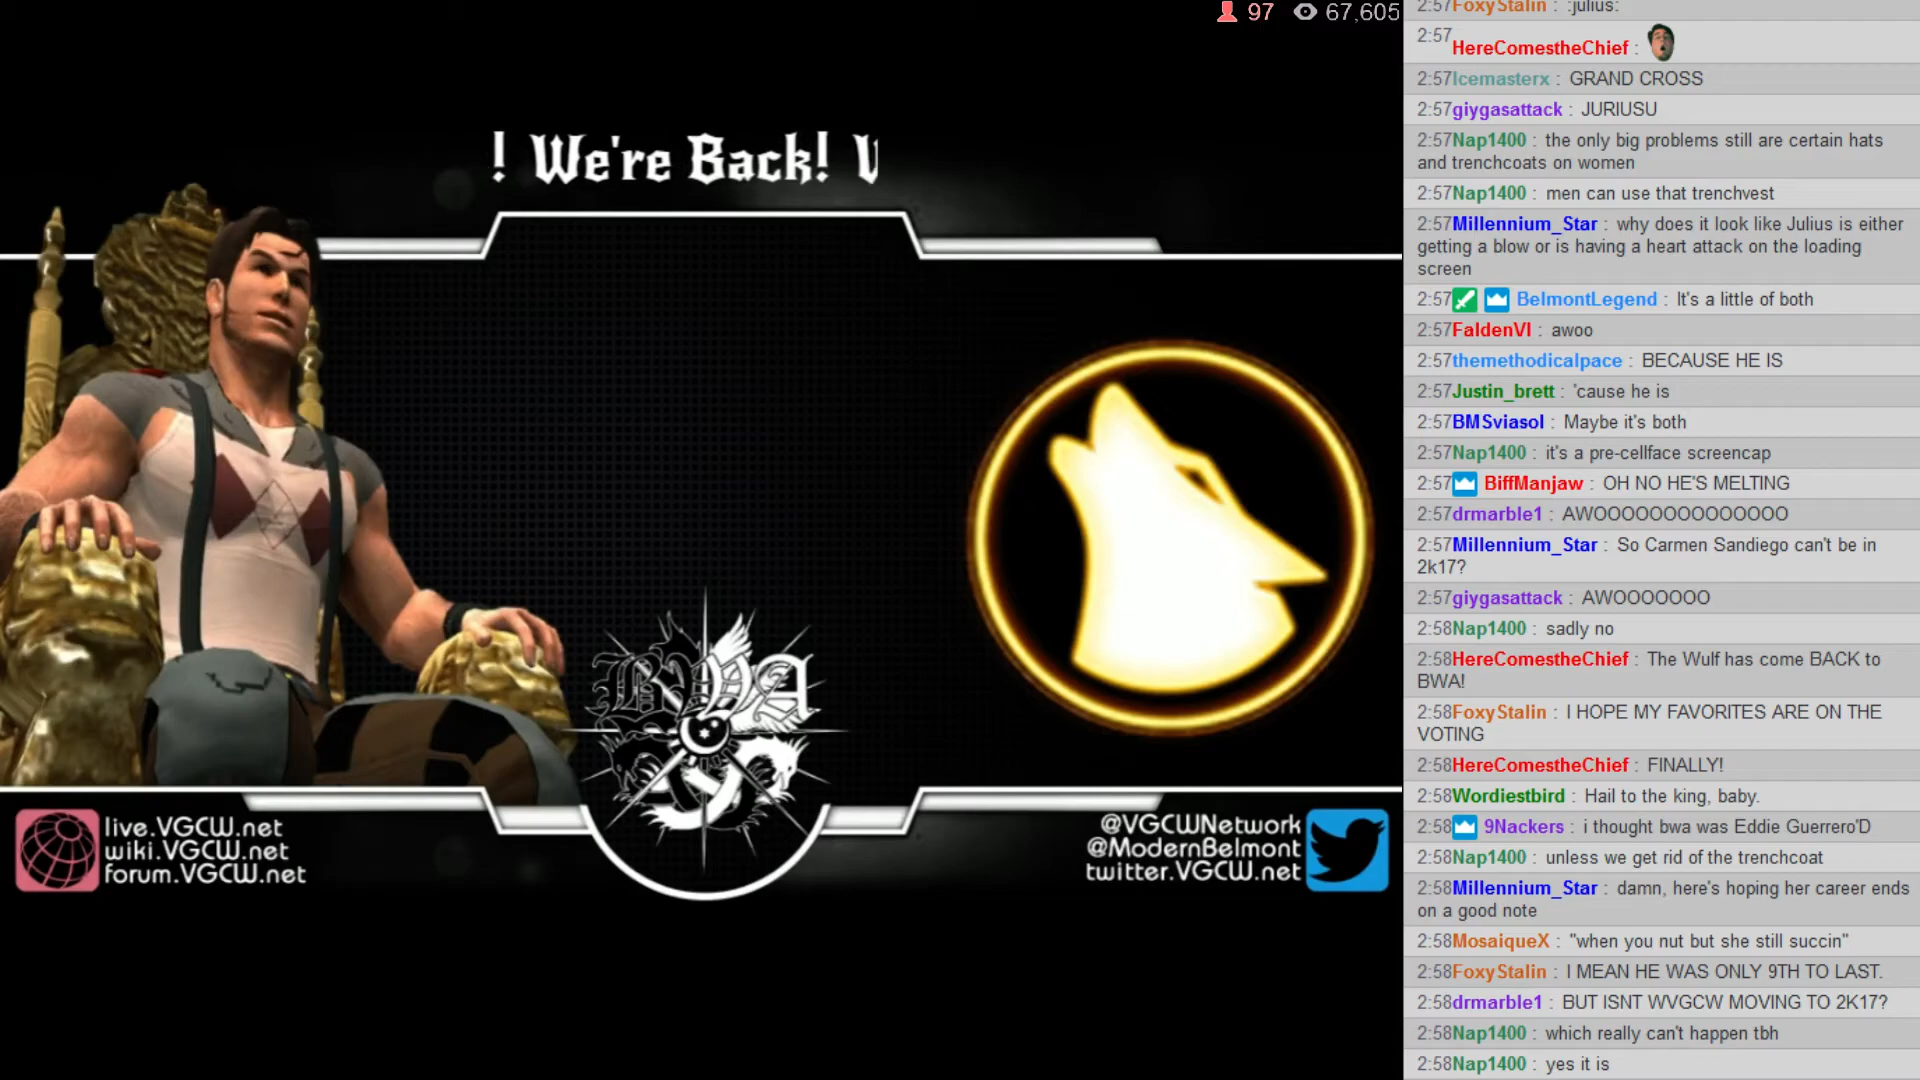 97 67,605
! We're Back!
BWA
live.VGCW.net
wiki.VGCW.net
forum.VGCW.net
@VGCWNetwork
@ModernBelmont
twitter.VGCW.net
2:57 FoxyStalin : :julius:
2:57 HereComestheChief :
2:57 Icemasterx : GRAND CROSS
2:57 giygasattack : JURIUSU
2:57 Nap1400 : the only big problems still are certain hats
and trenchcoats on women
2:57 Nap1400 : men can use that trenchvest
2:57 Millennium_Star : why does it look like Julius is either
getting a blow or is having a heart attack on the loading
screen
2:57 BelmontLegend : It's a little of both
2:57 FaldenVI : awoo
2:57 themethodicalpace : BECAUSE HE IS
2:57 Justin_brett : 'cause he is
2:57 BMSviasol : Maybe it's both
2:57 Nap1400 : it's a pre-cellface screencap
2:57 BiffManjaw : OH NO HE'S MELTING
2:57 drmarble1 : AWOOOOOOOOOOOOOO
2:57 Millennium_Star : So Carmen Sandiego can't be in
2k17?
2:57 giygasattack : AWOOOOOOO
2:58 Nap1400 : sadly no
2:58 HereComestheChief : The Wulf has come BACK to
BWA!
2:58 FoxyStalin : I HOPE MY FAVORITES ARE ON THE
VOTING
2:58 HereComestheChief : FINALLY!
2:58 Wordiestbird : Hail to the king, baby.
2:58 9Nackers : i thought bwa was Eddie Guerrero'D
2:58 Nap1400 : unless we get rid of the trenchcoat
2:58 Millennium_Star : damn, here's hoping her career ends
on a good note
2:58 MosaiqueX : "when you nut but she still succin"
2:58 FoxyStalin : I MEAN HE WAS ONLY 9TH TO LAST.
2:58 drmarble1 : BUT ISNT WVGCW MOVING TO 2K17?
2:58 Nap1400 : which really can't happen tbh
2:58 Nap1400 : yes it is